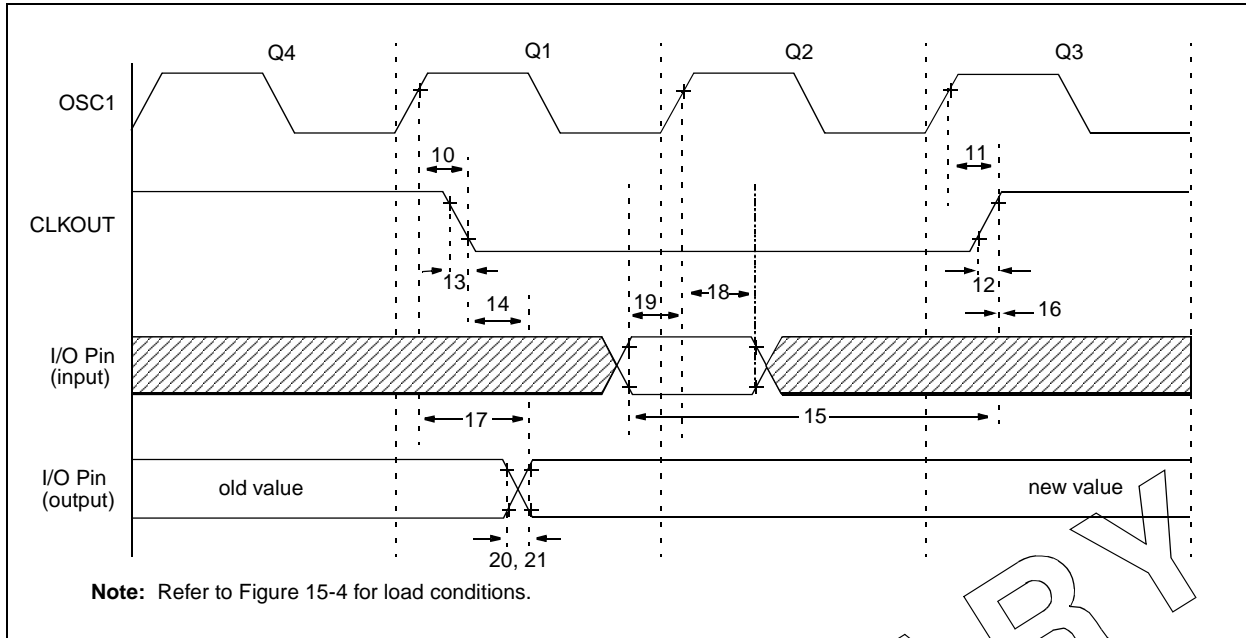 Q4 Q1 Q2 Q3
OSC1
10 11
CLKOUT
13 12
14 19 18 16
I/O Pin
(input)
17 15
I/O Pin
(output)
old value new value
20, 21
Note: Refer to Figure 15-4 for load conditions.